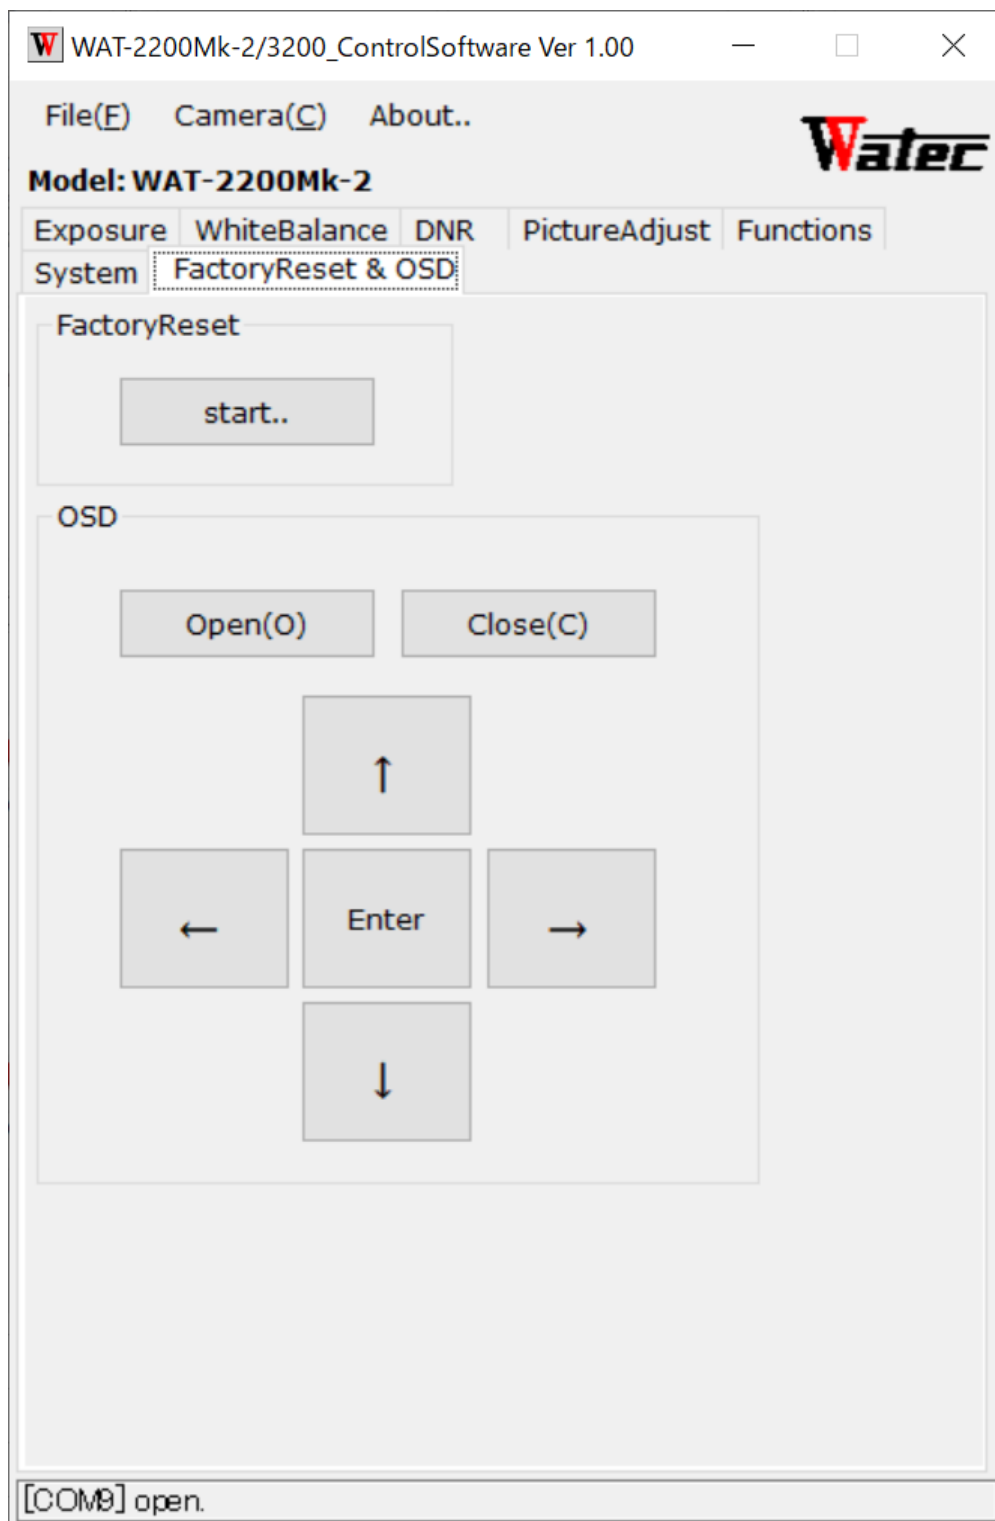 WAT-2200Mk-2/3200_ControlSoftware Ver 1.00
File(F) Camera(C) About..
Watec
Model: WAT-2200Mk-2
Exposure WhiteBalance DNR PictureAdjust Functions
System FactoryReset & OSD
FactoryReset
start..
OSD
Open(O) Close(C)
↑
← Enter →
↓
[COM9] open.